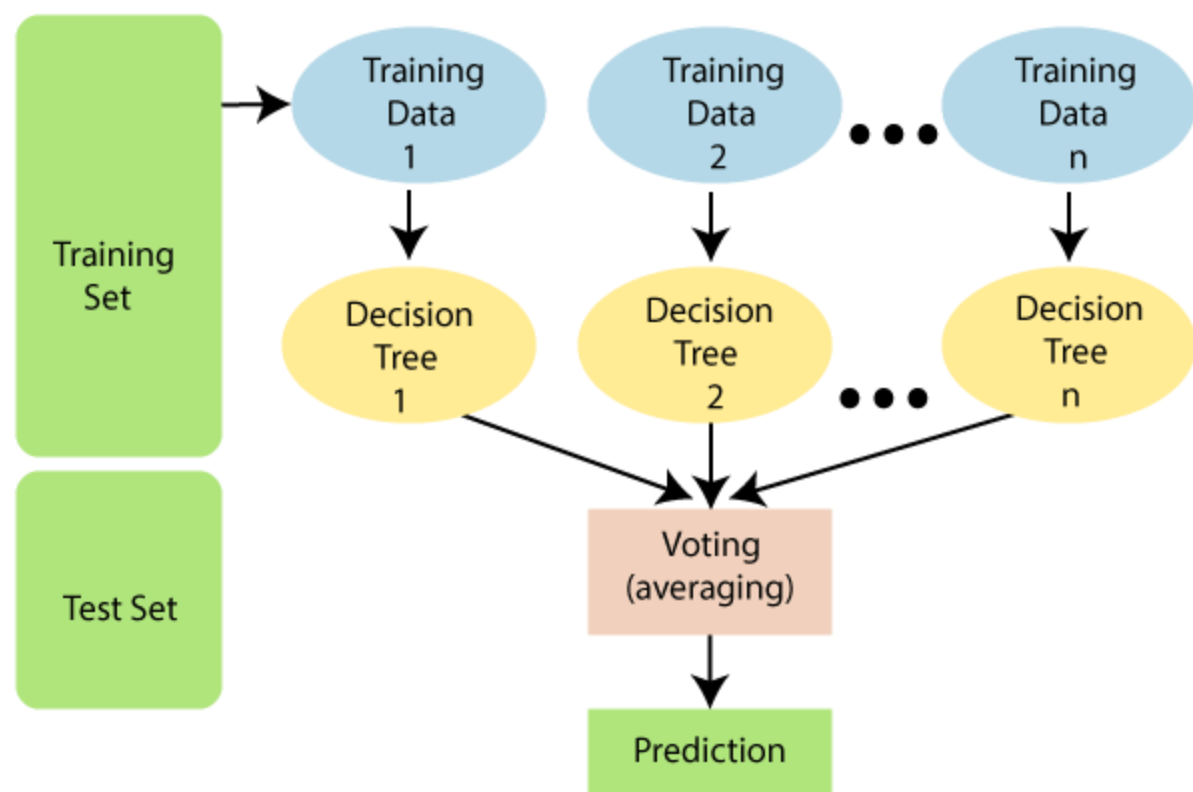 Training
Set
Test Set
Training
Data
1
Training
Data
2
Training
Data
n
Decision
Tree
1
Decision
Tree
2
Decision
Tree
n
Voting
(averaging)
Prediction